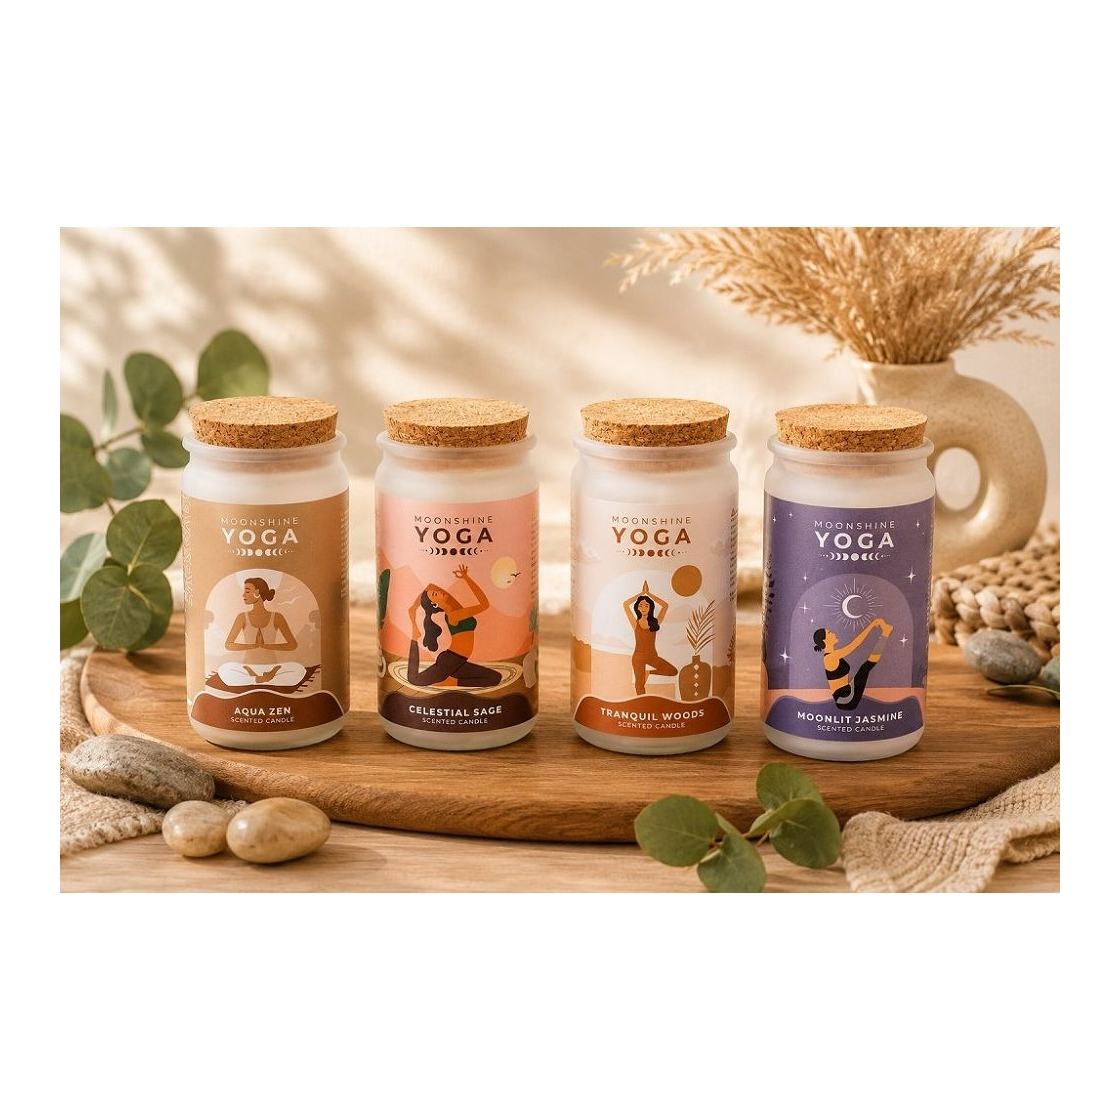 MOONSHINE
YOGA
AQUA ZEN
SCENTED CANDLE
MOONSHINE
YOGA
CELESTIAL SAGE
SCENTED CANDLE
MOONSHINE
YOGA
TRANQUIL WOODS
SCENTED CANDLE
MOONSHINE
YOGA
MOONLIT JASMINE
SCENTED CANDLE